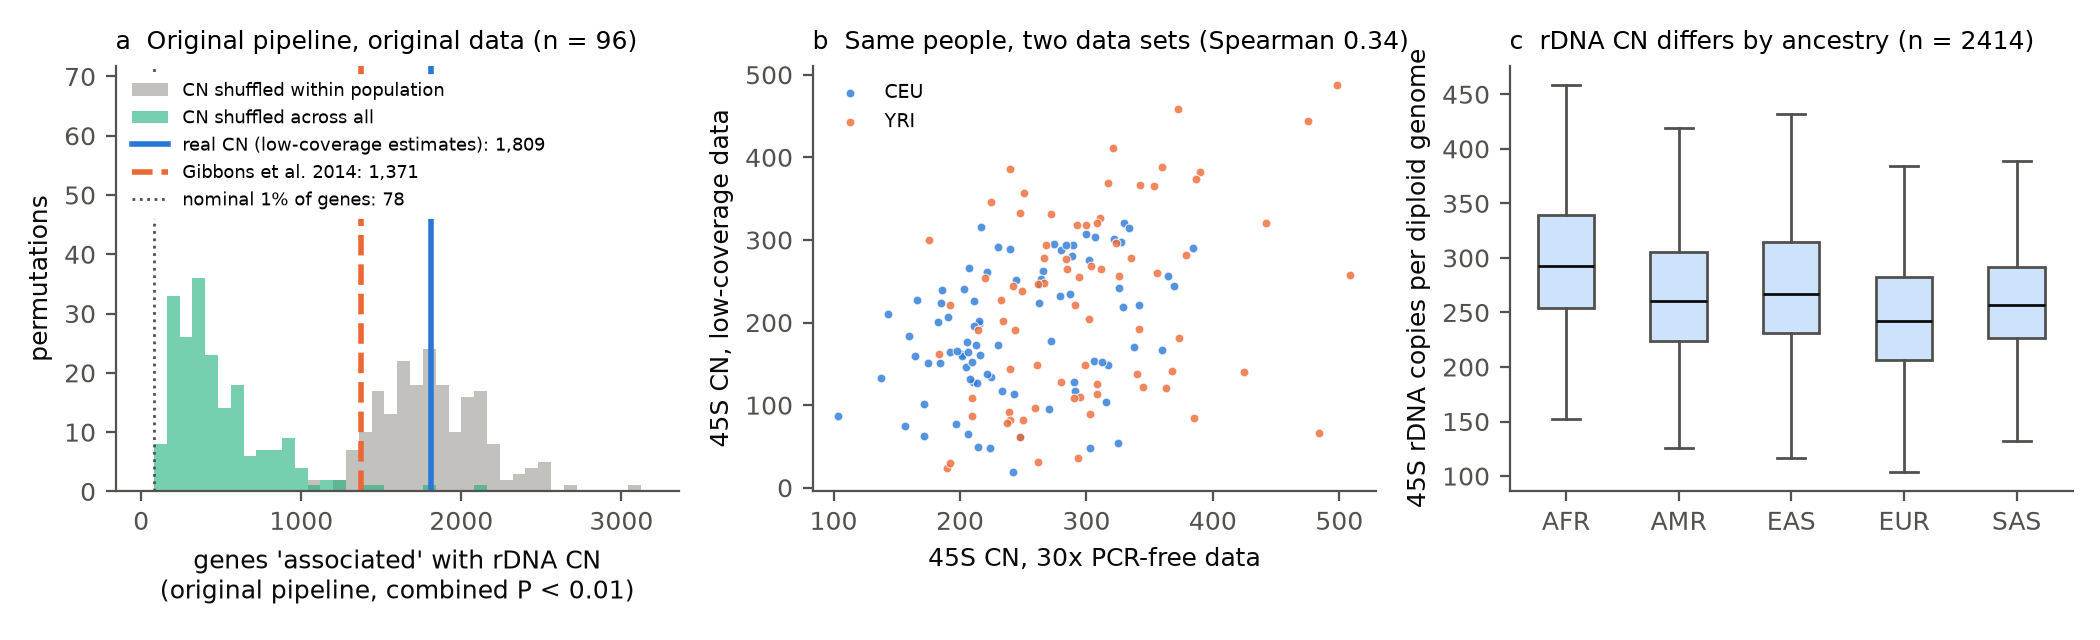 a  Original pipeline, original data (n = 96)
CN shuffled within population
CN shuffled across all
real CN (low-coverage estimates): 1,809
Gibbons et al. 2014: 1,371
nominal 1% of genes: 78
permutations
70
60
50
40
30
20
10
0
0 1000 2000 3000
genes 'associated' with rDNA CN
(original pipeline, combined P < 0.01)
b  Same people, two data sets (Spearman 0.34)
CEU
YRI
45S CN, low-coverage data
500
400
300
200
100
0
100 200 300 400 500
45S CN, 30x PCR-free data
c  rDNA CN differs by ancestry (n = 2414)
45S rDNA copies per diploid genome
450
400
350
300
250
200
150
100
AFR AMR EAS EUR SAS